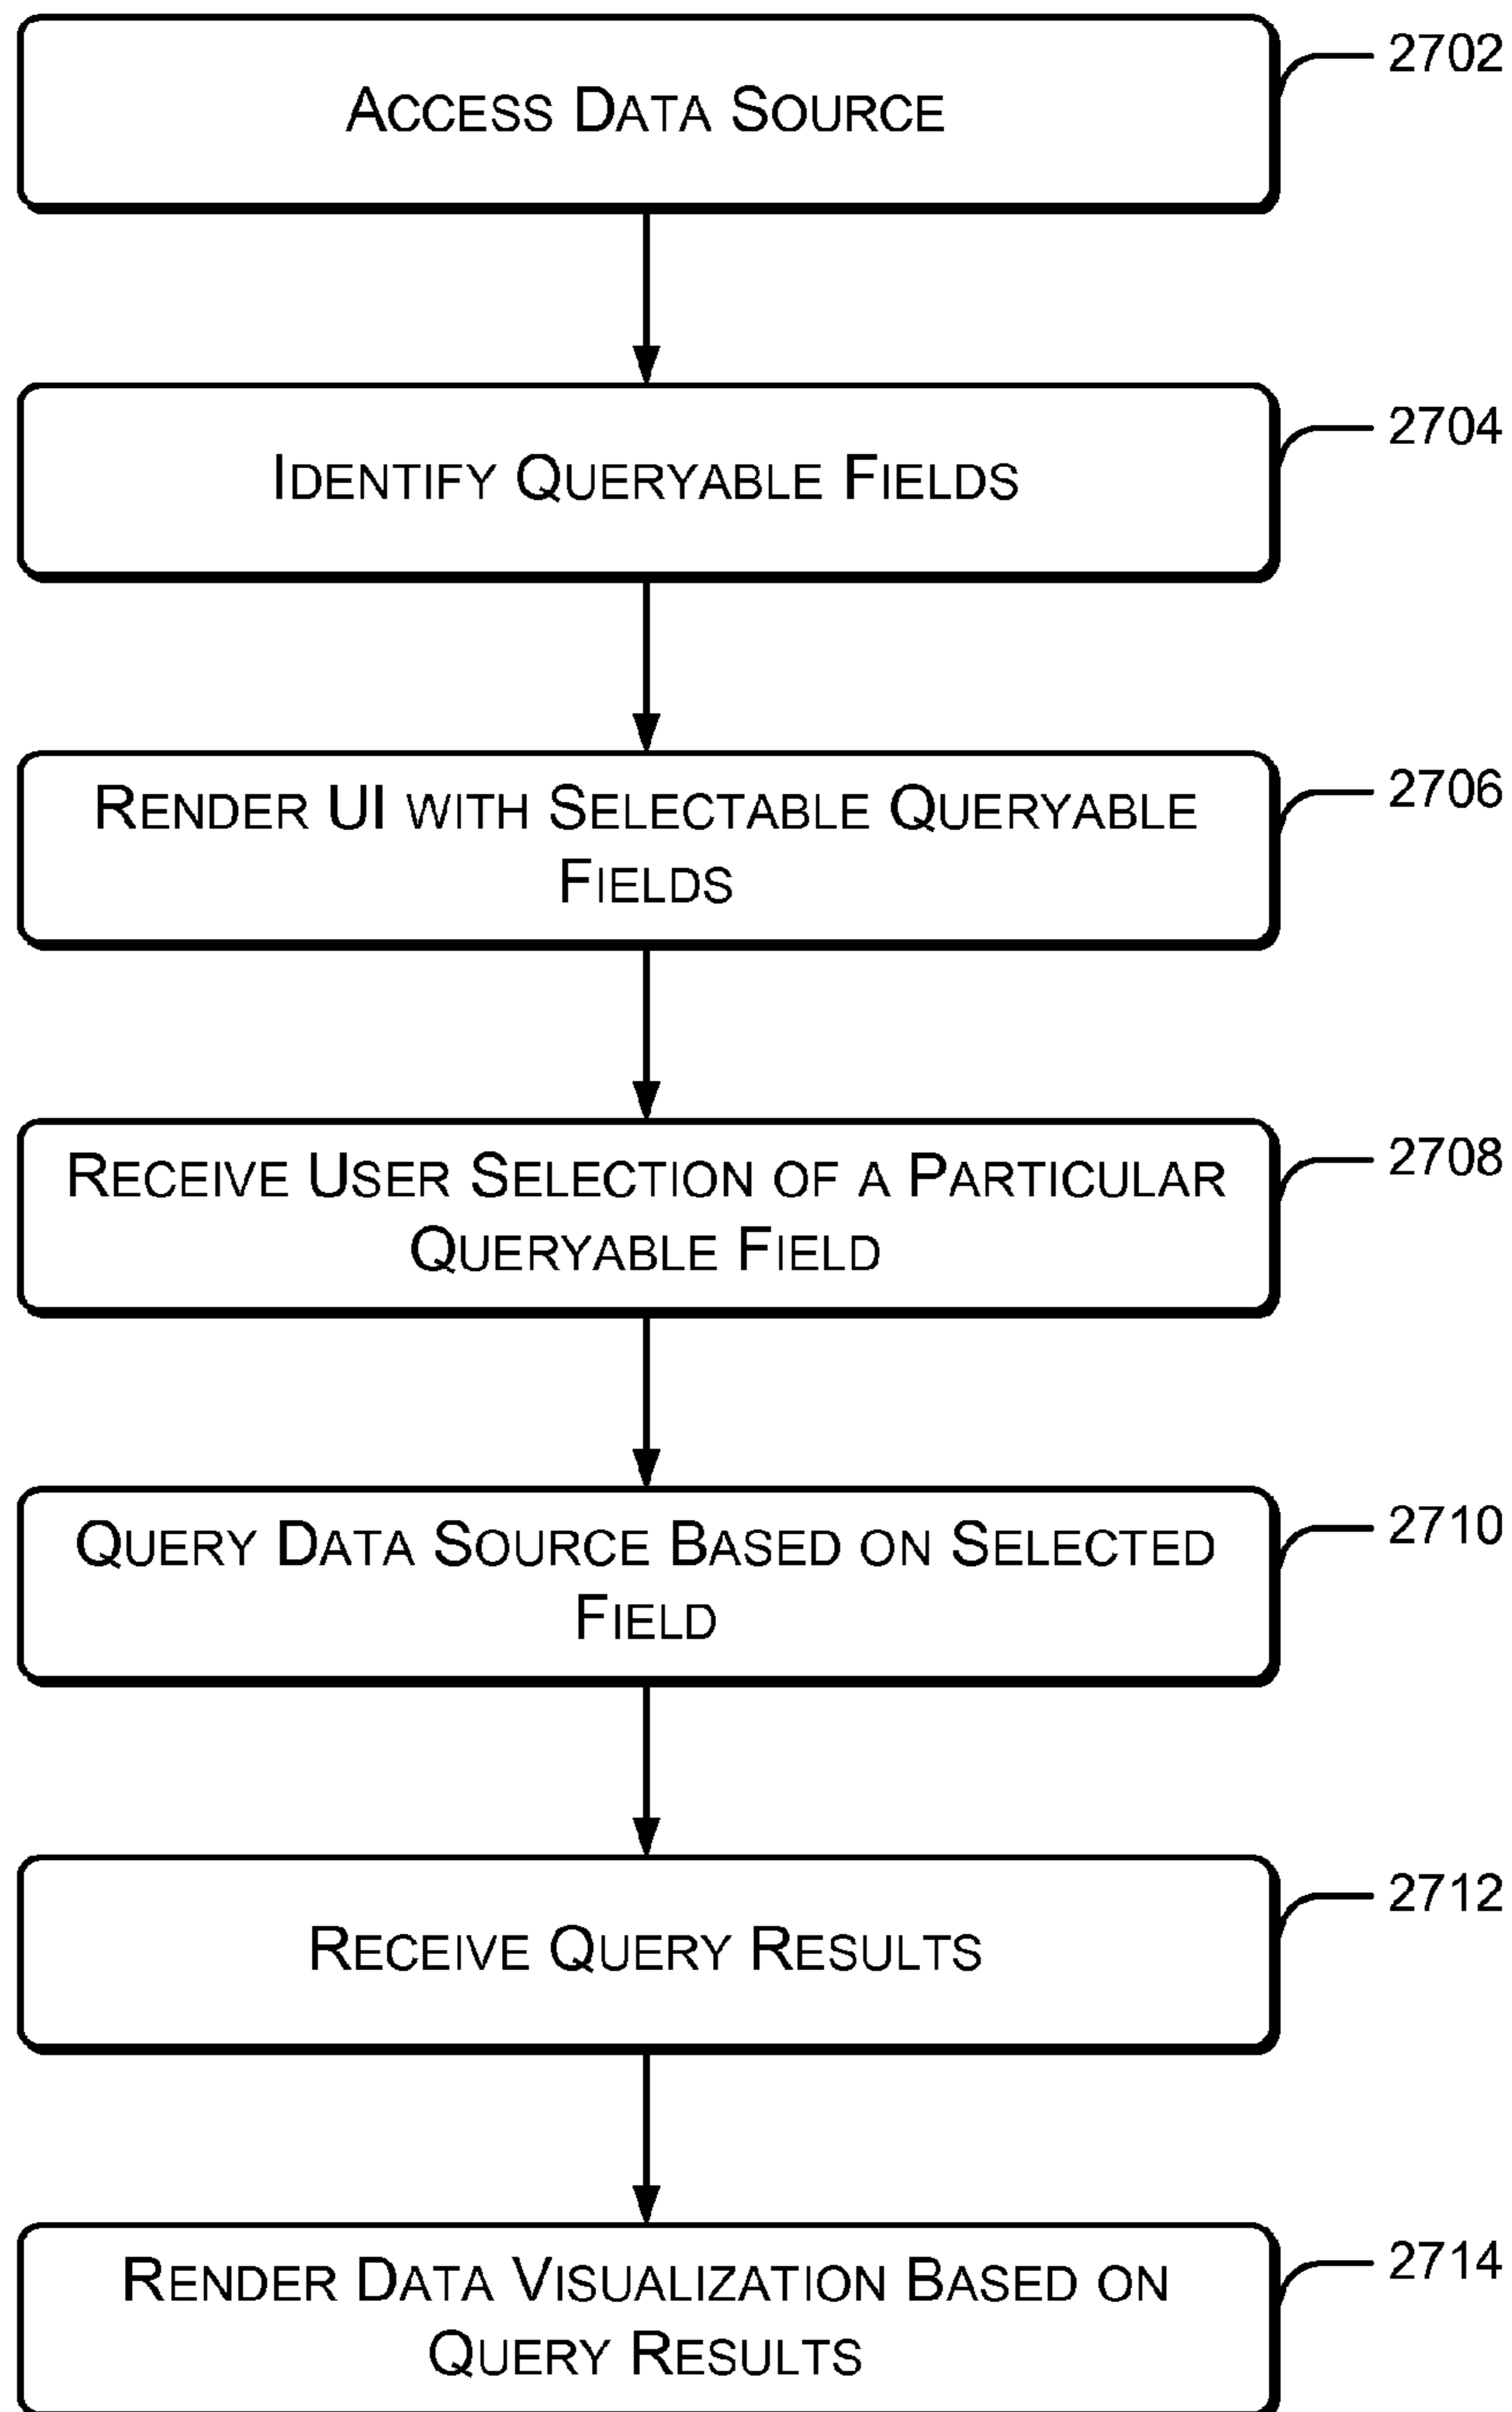 ACCESS DATA SOURCE
2702
IDENTIFY QUERYABLE FIELDS
2704
RENDER UI WITH SELECTABLE QUERYABLE
FIELDS
2706
RECEIVE USER SELECTION OF A PARTICULAR
QUERYABLE FIELD
2708
QUERY DATA SOURCE BASED ON SELECTED
FIELD
2710
RECEIVE QUERY RESULTS
2712
RENDER DATA VISUALIZATION BASED ON
QUERY RESULTS
2714